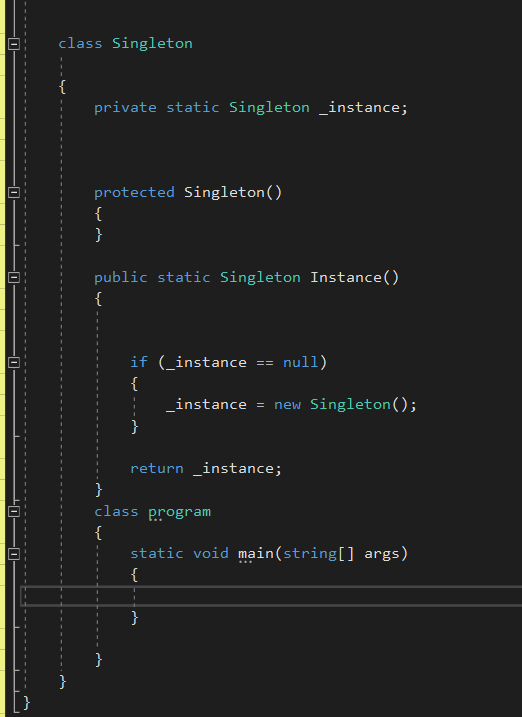 class Singleton
{
private static Singleton _instance;
protected Singleton()
{
}
public static Singleton Instance()
{
if (_instance == null)
{
_instance = new Singleton();
}
return _instance;
}
class program
{
static void main(string[] args)
{
}
}
}
}